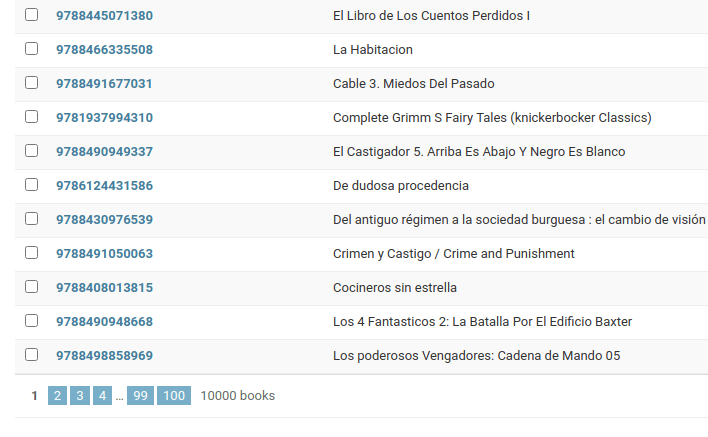 9788445071380 El Libro de Los Cuentos Perdidos I
9788466335508 La Habitacion
9788491677031 Cable 3. Miedos Del Pasado
9781937994310 Complete Grimm S Fairy Tales (knickerbocker Classics)
9788490949337 El Castigador 5. Arriba Es Abajo Y Negro Es Blanco
9786124431586 De dudosa procedencia
9788430976539 Del antiguo régimen a la sociedad burguesa : el cambio de visión
9788491050063 Crimen y Castigo / Crime and Punishment
9788408013815 Cocineros sin estrella
9788490948668 Los 4 Fantasticos 2: La Batalla Por El Edificio Baxter
9788498858969 Los poderosos Vengadores: Cadena de Mando 05
1 2 3 4 ... 99 100 10000 books